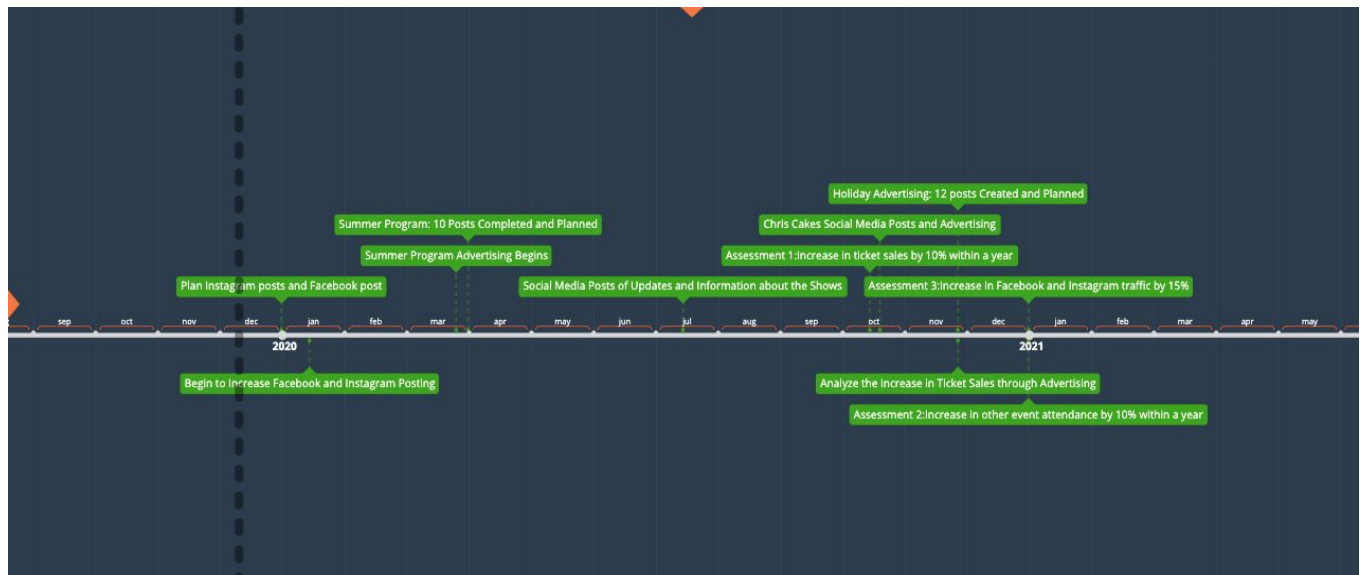 Holiday Advertising: 12 posts Created and Planned
Summer Program: 10 Posts Completed and Planned
Chris Cakes Social Media Posts and Advertising
Summer Program Advertising Begins
Assessment 1:Increase in ticket sales by 10% within a year
Plan Instagram posts and Facebook post
Social Media Posts of Updates and Information about the Shows
Assessment 3:Increase in Facebook and Instagram traffic by 15%
sep oct nov dec jan feb mar apr may jun jul aug sep oct nov dec jan feb mar apr may
2020 2021
Begin to Increase Facebook and Instagram Posting
Analyze the Increase in Ticket Sales through Advertising
Assessment 2:Increase in other event attendance by 10% within a year